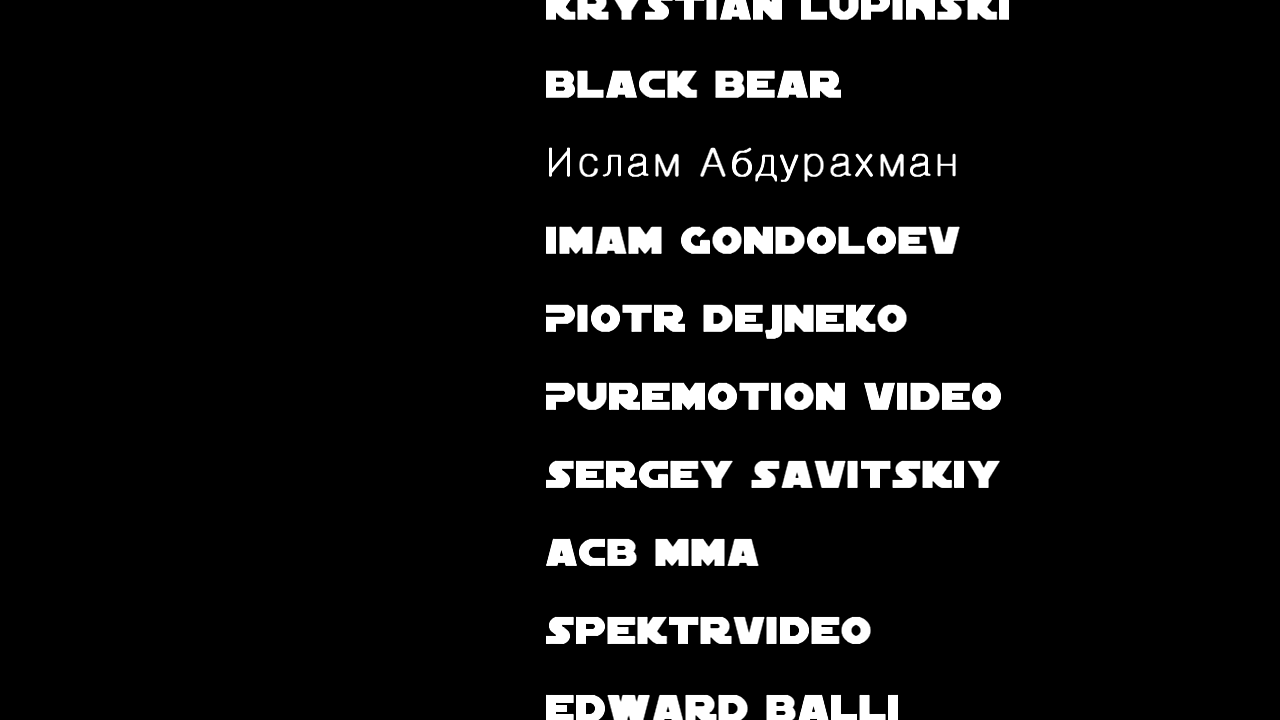 KRYSTIAN LUPINSKI
BLACK BEAR
Ислам Абдурахман
IMAM GONDOLOEV
PIOTR DEJNEKO
PUREMOTION VIDEO
SERGEY SAVITSKIY
ACB MMA
SPEKTRVIDEO
EDWARD BALLI